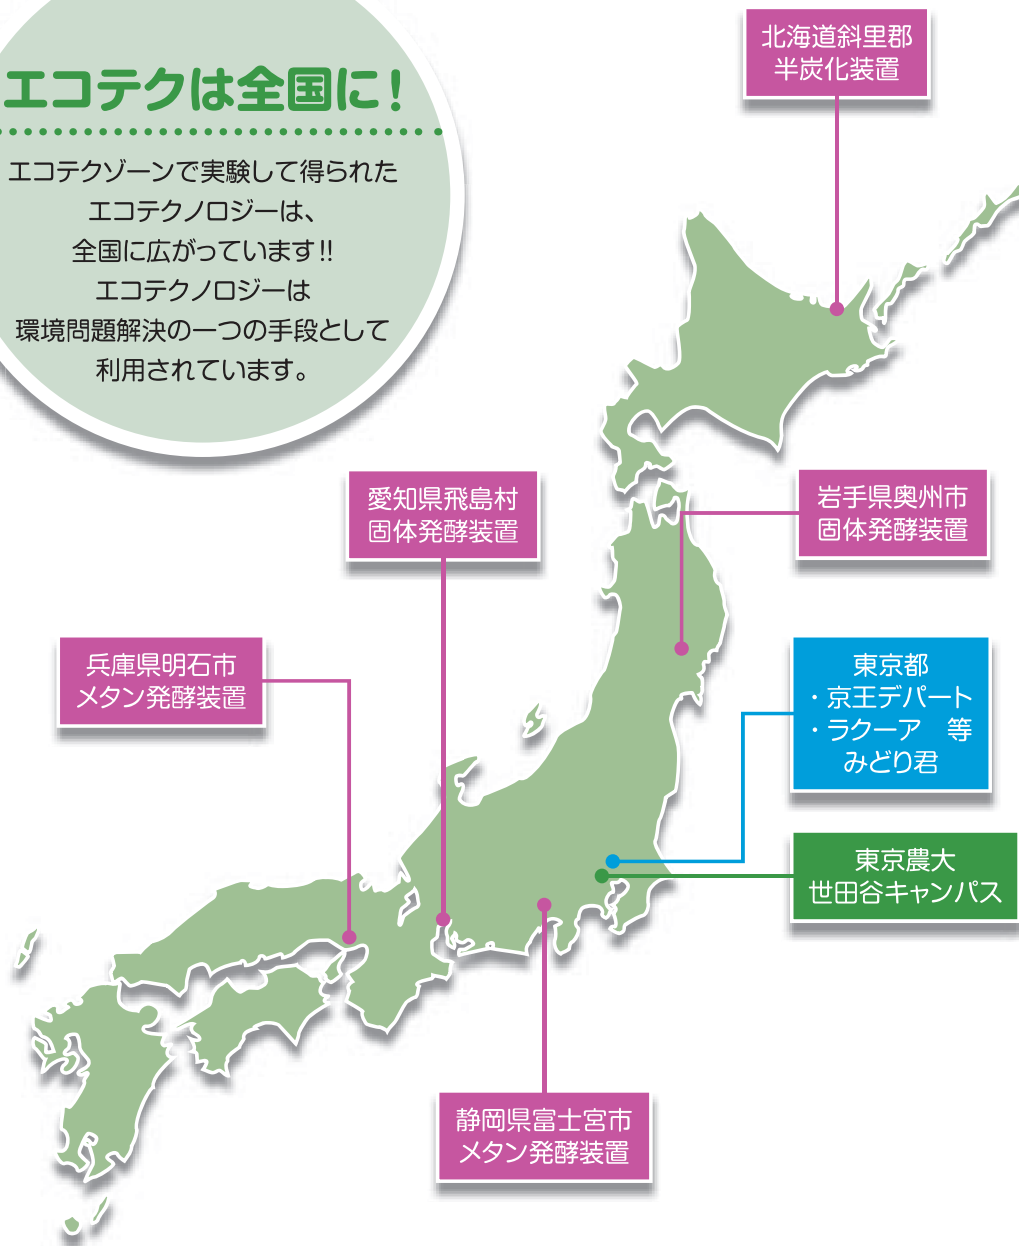 エコテクは全国に！
エコテクゾーンで実験して得られた
エコテクノロジーは、
全国に広がっています!!
エコテクノロジーは
環境問題解決の一つの手段として
利用されています。
北海道斜里郡
半炭化装置
愛知県飛島村
固体発酵装置
岩手県奥州市
固体発酵装置
兵庫県明石市
メタン発酵装置
東京都
・京王デパート
・ラクーア　等
みどり君
東京農大
世田谷キャンパス
静岡県富士宮市
メタン発酵装置